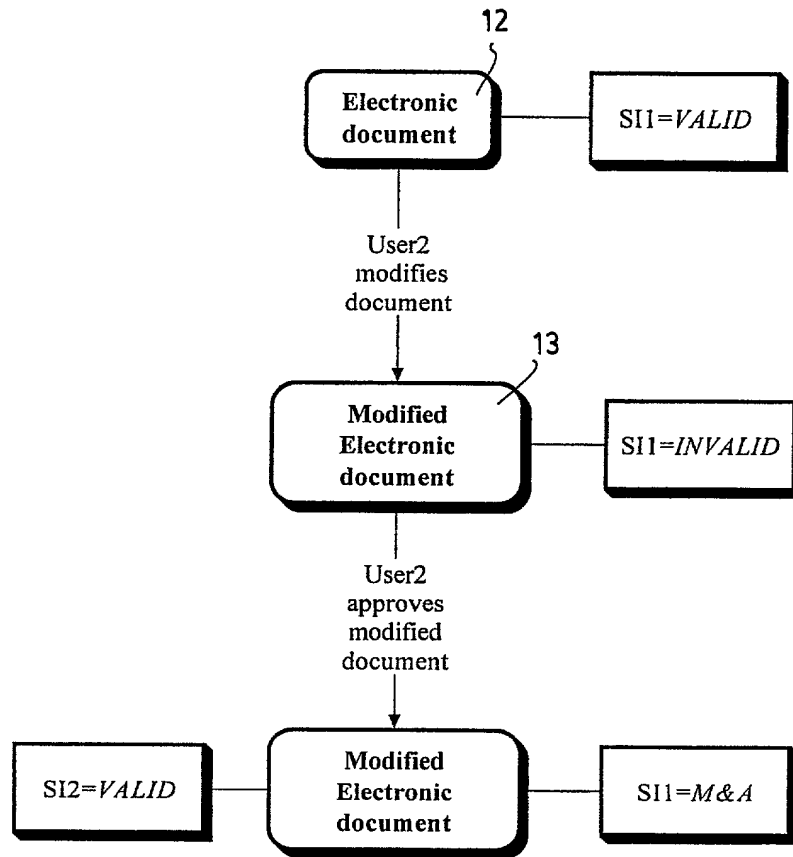 12
Electronic
document
SI1=VALID
User2
modifies
document
13
Modified
Electronic
document
SI1=INVALID
User2
approves
modified
document
SI2=VALID
Modified
Electronic
document
SI1=M&A